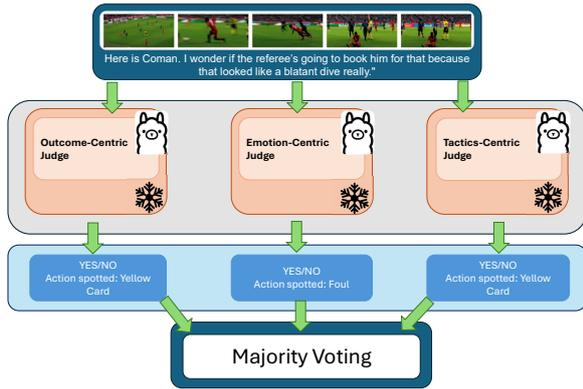 Here is Coman. I wonder if the referee's going to book him for that because
that looked like a blatant dive really."
Outcome-Centric
Judge
Emotion-Centric
Judge
Tactics-Centric
Judge
YES/NO
Action spotted: Yellow
Card
YES/NO
Action spotted: Foul
YES/NO
Action spotted: Yellow
Card
Majority Voting